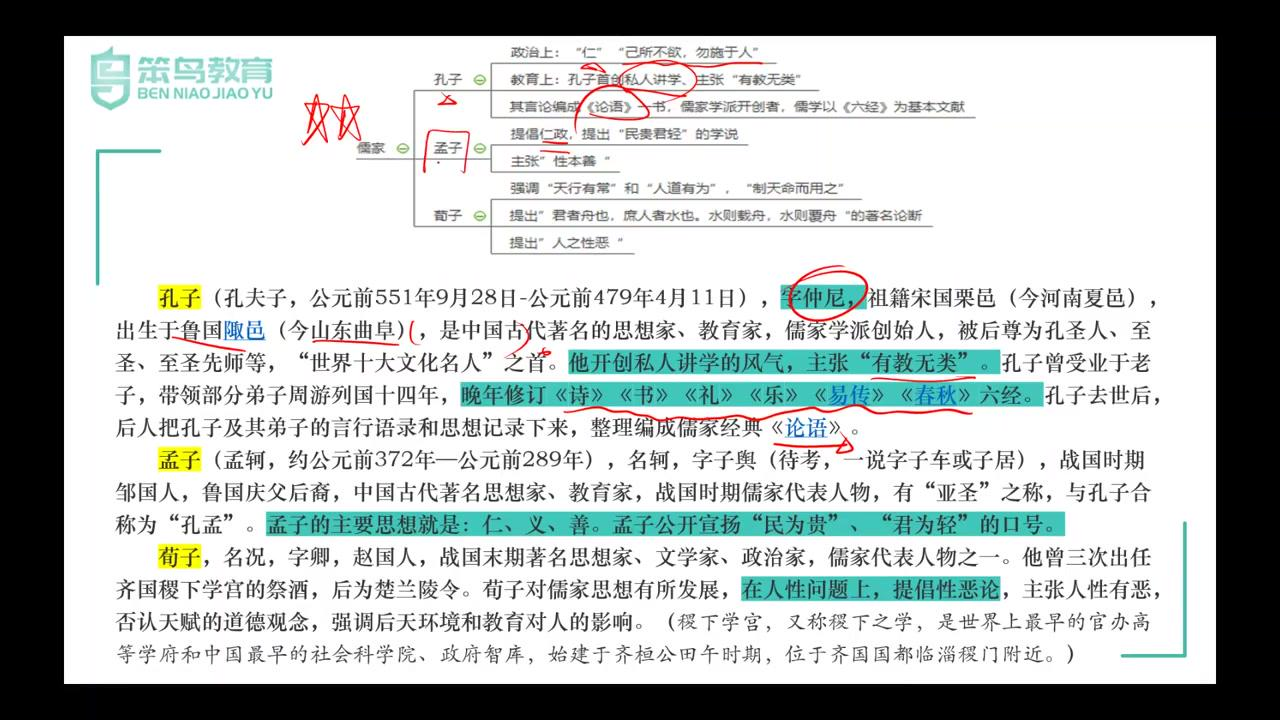 笨鸟教育
BEN NIAO JIAO YU
政治上：“仁”“己所不欲，勿施于人”
孔子
教育上：孔子首创私人讲学、主张“有教无类”
其言论编成《论语》一书，儒家学派开创者，儒学以《六经》为基本文献
儒家
孟子
提倡仁政，提出“民贵君轻”的学说
主张”性本善“
荀子
强调“天行有常”和“人道有为”，“制天命而用之”
提出”君者舟也，庶人者水也。水则载舟，水则覆舟“的著名论断
提出”人之性恶“
孔子（孔夫子，公元前551年9月28日-公元前479年4月11日），字仲尼，祖籍宋国栗邑（今河南夏邑），
出生于鲁国陬邑（今山东曲阜），是中国古代著名的思想家、教育家，儒家学派创始人，被后尊为孔圣人、至
圣、至圣先师等，“世界十大文化名人”之首。他开创私人讲学的风气，主张“有教无类”。孔子曾受业于老
子，带领部分弟子周游列国十四年，晚年修订《诗》《书》《礼》《乐》《易传》《春秋》六经。孔子去世后，
后人把孔子及其弟子的言行语录和思想记录下来，整理编成儒家经典《论语》。
孟子（孟轲，约公元前372年—公元前289年），名轲，字子舆（待考，一说字子车或子居），战国时期
邹国人，鲁国庆父后裔，中国古代著名思想家、教育家，战国时期儒家代表人物，有“亚圣”之称，与孔子合
称为“孔孟”。孟子的主要思想就是：仁、义、善。孟子公开宣扬“民为贵”、“君为轻”的口号。
荀子，名况，字卿，赵国人，战国末期著名思想家、文学家、政治家，儒家代表人物之一。他曾三次出任
齐国稷下学宫的祭酒，后为楚兰陵令。荀子对儒家思想有所发展，在人性问题上，提倡性恶论，主张人性有恶，
否认天赋的道德观念，强调后天环境和教育对人的影响。（稷下学宫，又称稷下之学，是世界上最早的官办高
等学府和中国最早的社会科学院、政府智库，始建于齐桓公田午时期，位于齐国国都临淄稷门附近。）